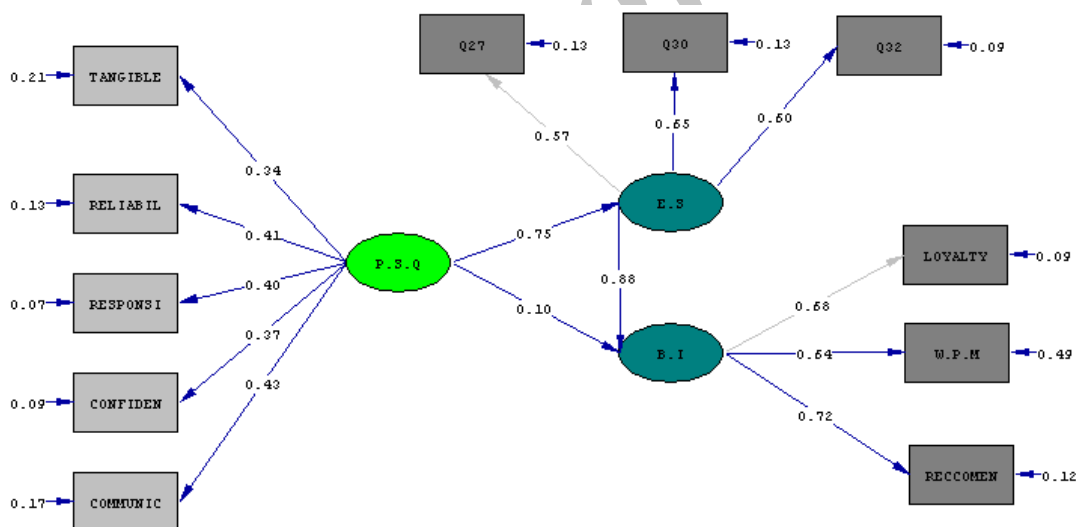 Q27
0.13
Q30
0.13
Q32
0.09
0.21
TANGIBLE
0.57
0.65
0.60
0.34
0.13
RELIABIL
E.S
0.41
0.75
P.S.Q
LOYALTY
0.09
0.07
RESPONSI
0.40
0.88
0.10
0.68
0.37
B.I
0.64
W.P.M
0.49
0.09
CONFIDEN
0.43
0.72
RECCOMEN
0.12
0.17
COMMUNIC